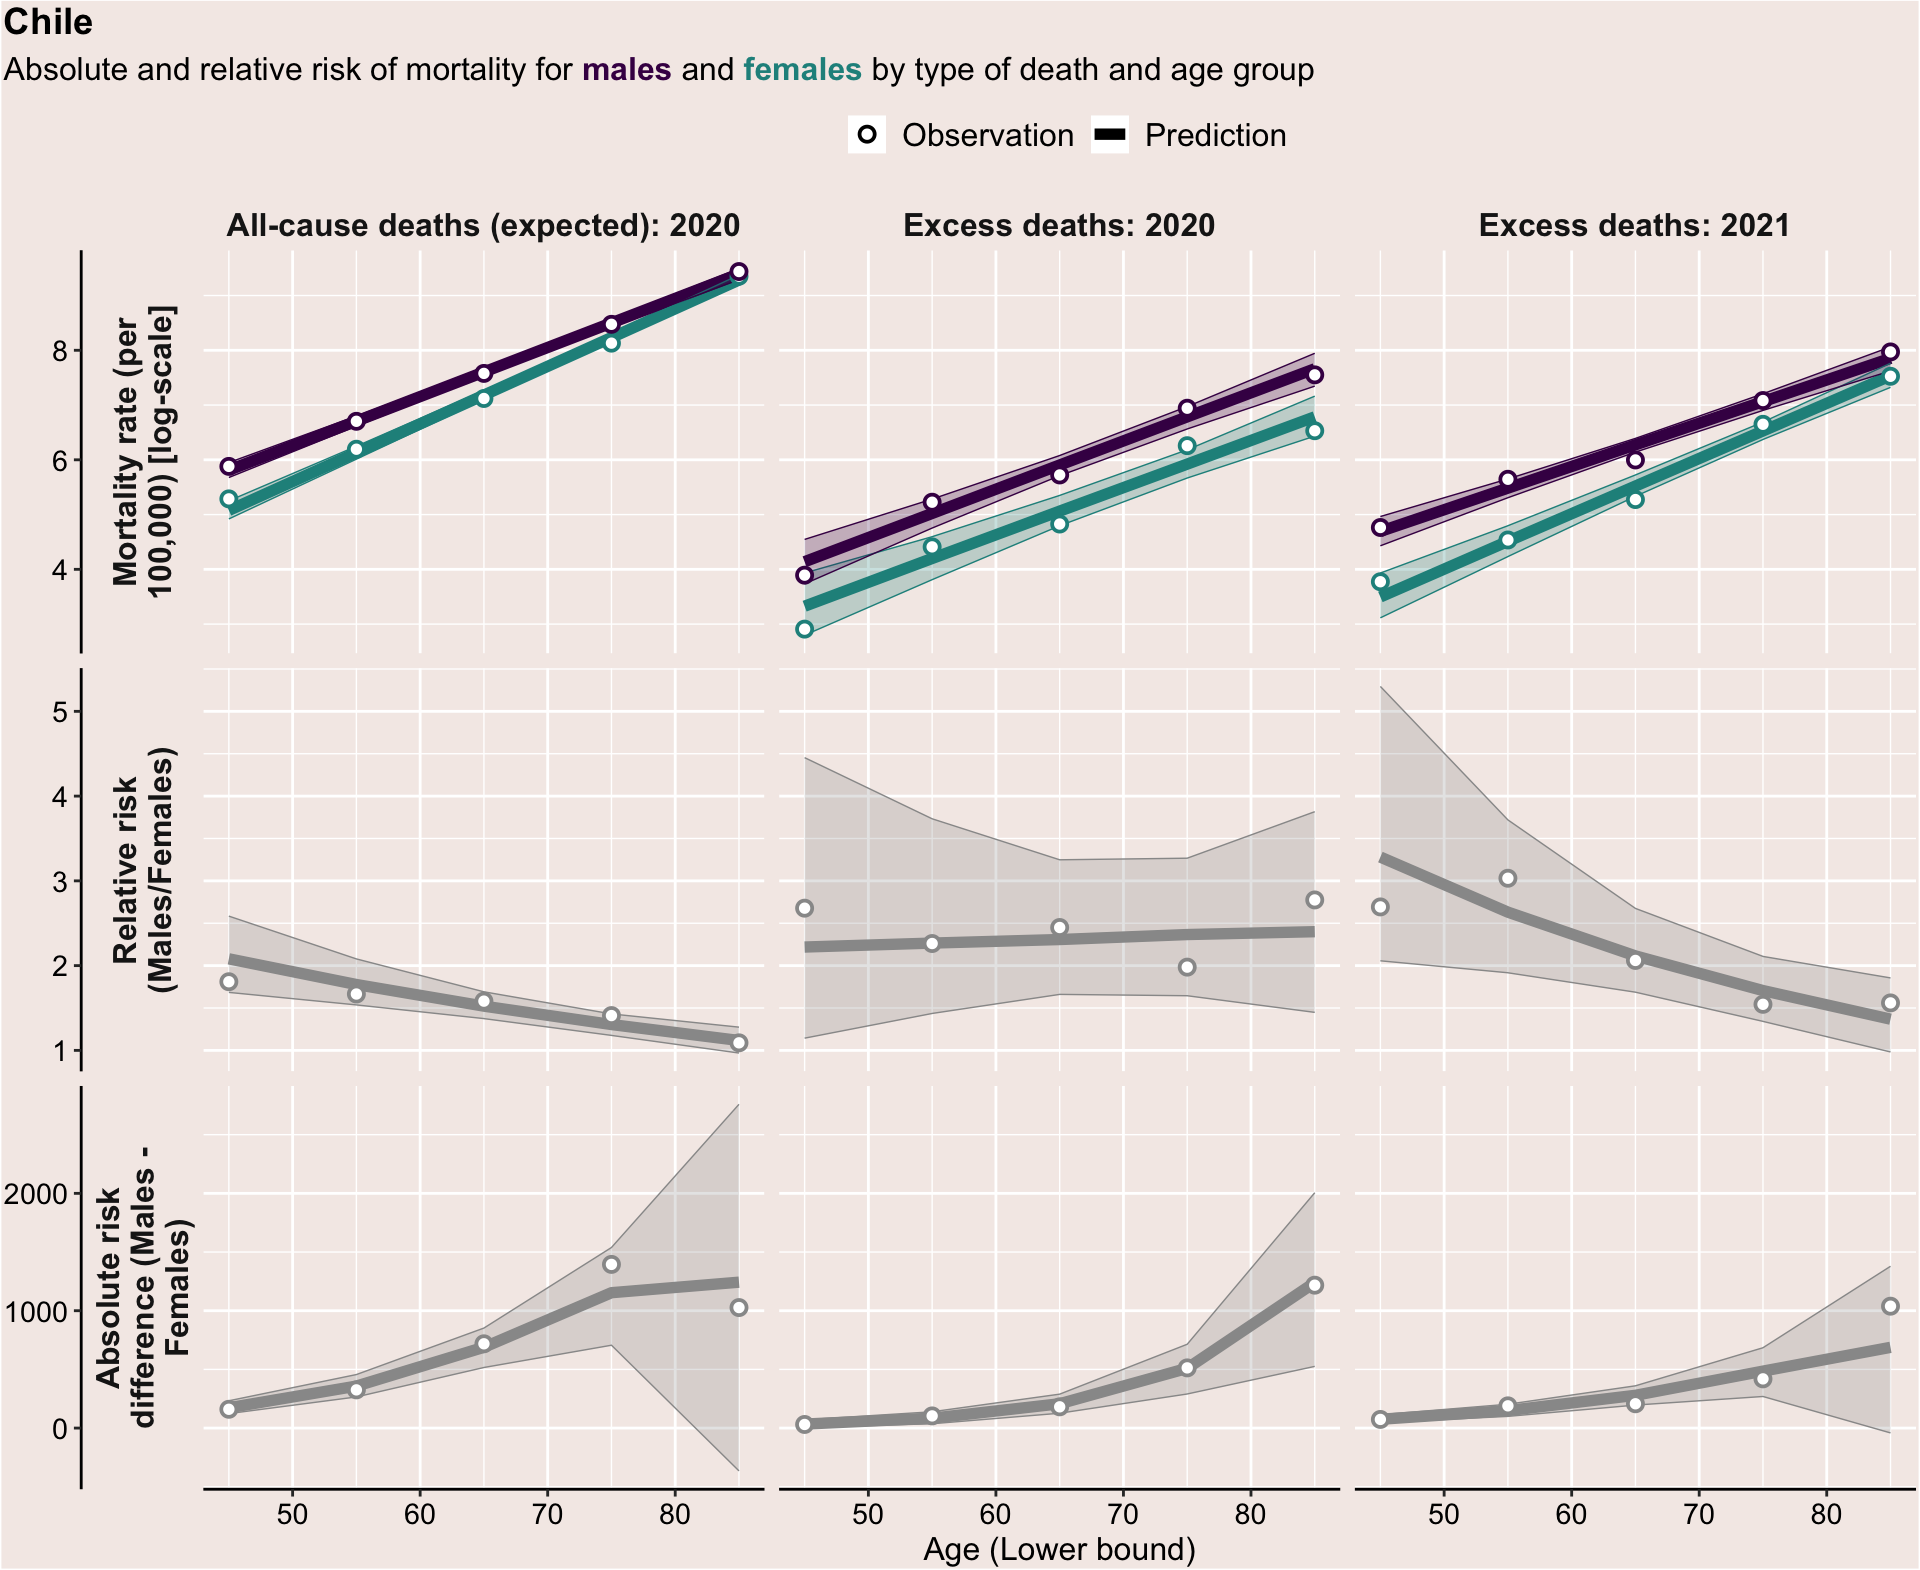 Chile
Absolute and relative risk of mortality for males and females by type of death and age group
Observation Prediction
All-cause deaths (expected): 2020 Excess deaths: 2020 Excess deaths: 2021
Mortality rate (per
100,000) [log-scale]
8
6
4
Relative risk
(Males/Females)
5
4
3
2
1
Absolute risk
difference (Males -
Females)
2000
1000
0
50 60 70 80 50 60 70 80 50 60 70 80
Age (Lower bound)